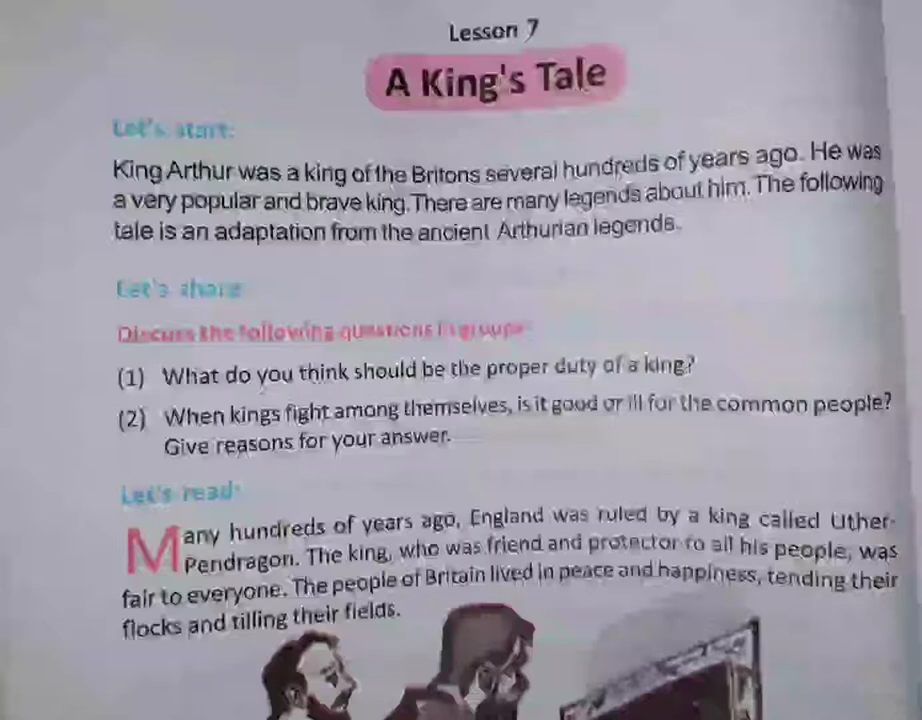 Lesson 7
A King's Tale
Let's start:
King Arthur was a king of the Britons several hundreds of years ago. He was
a very popular and brave king. There are many legends about him. The following
tale is an adaptation from the ancient Arthurian legends.
Let's share:
Discuss the following questions in groups:
(1) What do you think should be the proper duty of a king?
(2) When kings fight among themselves, is it good or ill for the common people?
Give reasons for your answer.
Let's read:
Many hundreds of years ago, England was ruled by a king called Uther-
Pendragon. The king, who was friend and protector to all his people, was
fair to everyone. The people of Britain lived in peace and happiness, tending their
flocks and tilling their fields.